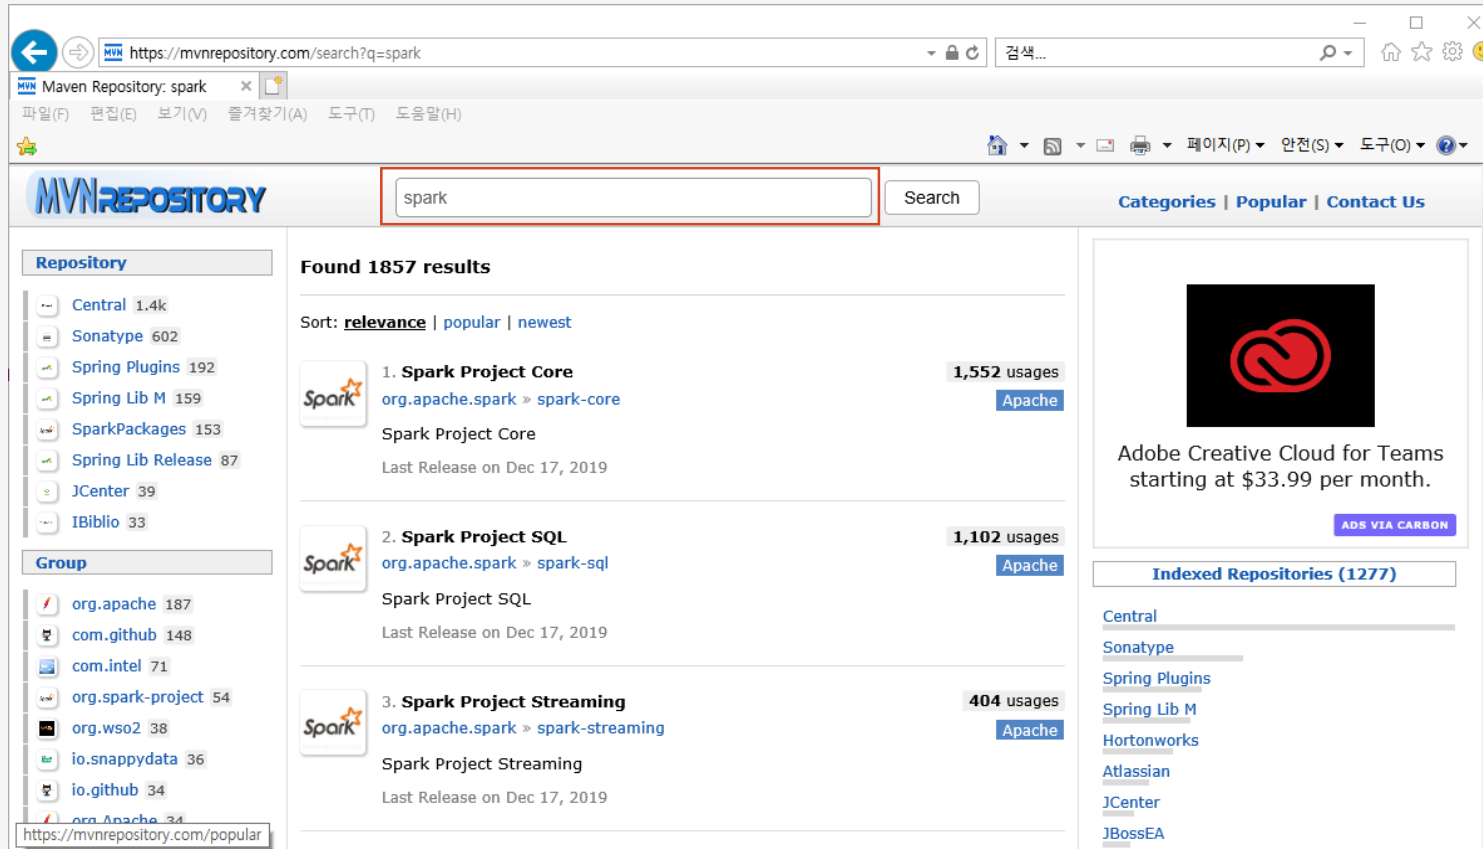 https://mvnrepository.com/search?q=spark
검색...
Maven Repository: spark
파일(F) 편집(E) 보기(V) 즐겨찾기(A) 도구(T) 도움말(H)
페이지(P) 안전(S) 도구(O)
MVNREPOSITORY
spark
Search
Categories | Popular | Contact Us
Repository
Central 1.4k
Sonatype 602
Spring Plugins 192
Spring Lib M 159
SparkPackages 153
Spring Lib Release 87
JCenter 39
IBiblio 33
Group
org.apache 187
com.github 148
com.intel 71
org.spark-project 54
org.wso2 38
io.snappydata 36
io.github 34
org.Apache 34
https://mvnrepository.com/popular
Found 1857 results
Sort: relevance | popular | newest
Spark
1. Spark Project Core
1,552 usages
org.apache.spark » spark-core
Apache
Spark Project Core
Last Release on Dec 17, 2019
Spark
2. Spark Project SQL
1,102 usages
org.apache.spark » spark-sql
Apache
Spark Project SQL
Last Release on Dec 17, 2019
Spark
3. Spark Project Streaming
404 usages
org.apache.spark » spark-streaming
Apache
Spark Project Streaming
Last Release on Dec 17, 2019
Adobe Creative Cloud for Teams
starting at $33.99 per month.
ADS VIA CARBON
Indexed Repositories (1277)
Central
Sonatype
Spring Plugins
Spring Lib M
Hortonworks
Atlassian
JCenter
JBossEA